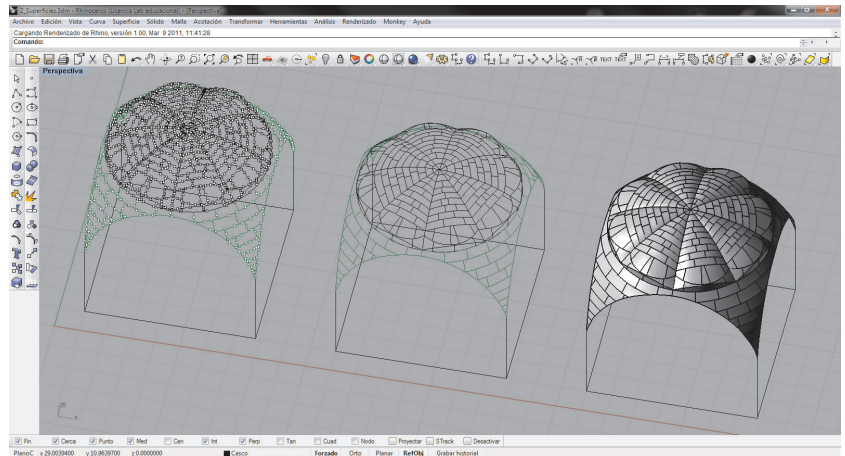 2_Superficies.3dm - Rhinoceros (Licencia Lab educacional) - [Perspectiva]
Archivo Edición Vista Curva Superficie Sólido Malla Acotación Transformar Herramientas Análisis Renderizado Monkey Ayuda
Cargando Renderizado de Rhino, versión 1.00, Mar 9 2011, 11:41:28
Comando:
Perspectiva
Fin Cerca Punto Med Cen Int Perp Tan Cuad Nodo Proyectar STrack Desactivar
PlanoC x 29.0039400 y 10.9639700 z 0.0000000 Casco Forzado Orto Planar RefObj Grabar historial